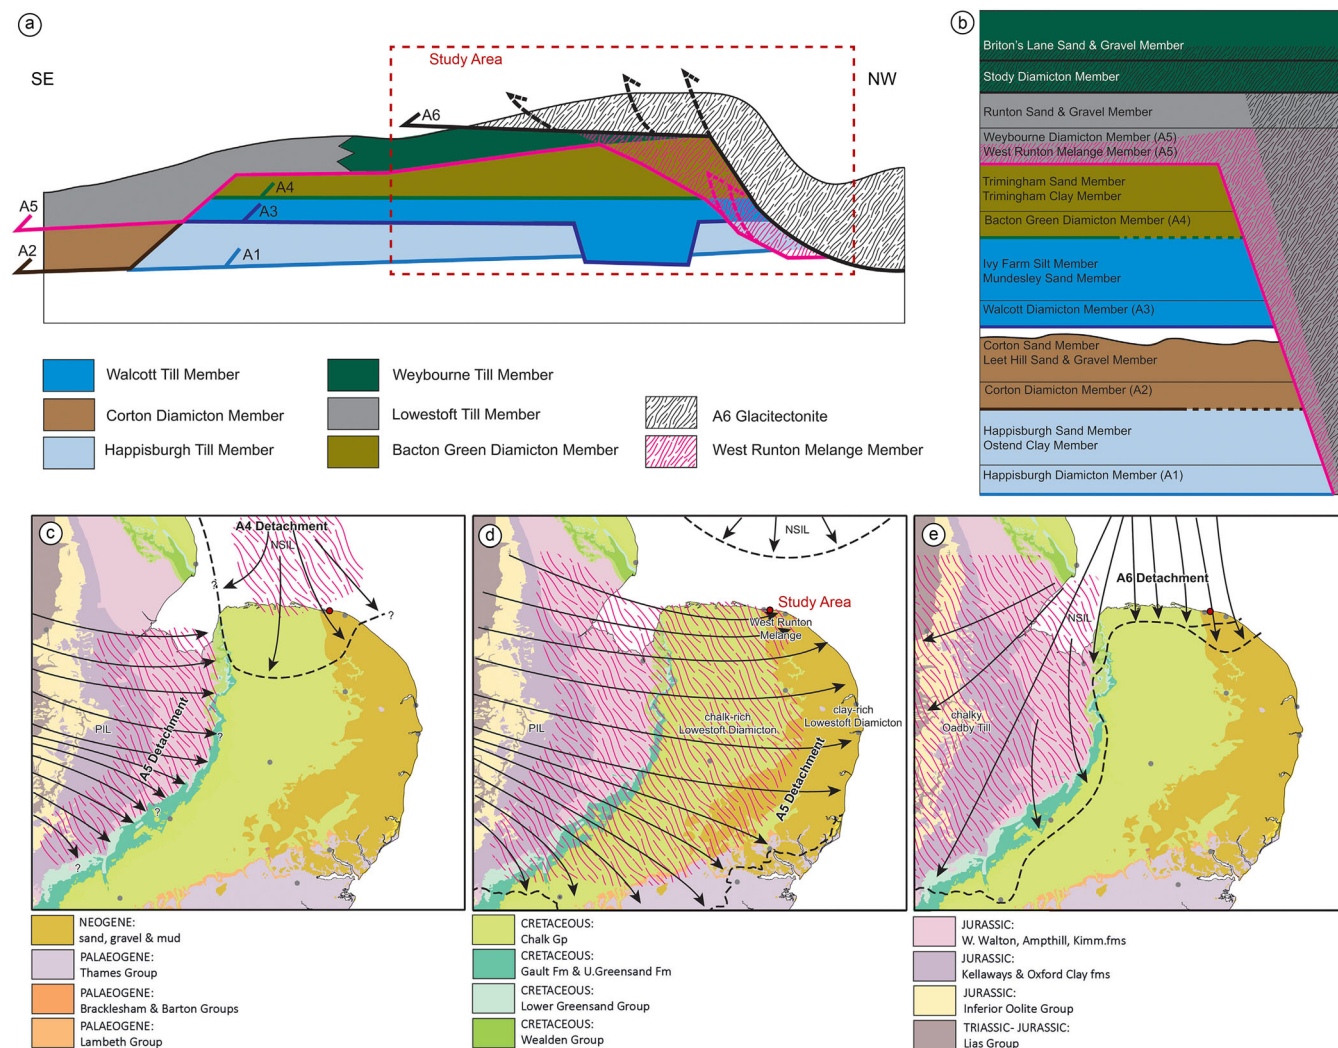 a
SE
Study Area
NW
A6
A5
A4
A3
A2
A1
Walcott Till Member
Corton Diamicton Member
Happisburgh Till Member
Weybourne Till Member
Lowestoft Till Member
Bacton Green Diamicton Member
A6 Glacitectonite
West Runton Melange Member
b
Briton's Lane Sand & Gravel Member
Stody Diamicton Member
Runton Sand & Gravel Member
Weybourne Diamicton Member (A5)
West Runton Melange Member (A5)
Trimingham Sand Member
Trimingham Clay Member
Bacton Green Diamicton Member (A4)
Ivy Farm Silt Member
Mundesley Sand Member
Walcott Diamicton Member (A3)
Corton Sand Member
Leet Hill Sand & Gravel Member
Corton Diamicton Member (A2)
Happisburgh Sand Member
Ostend Clay Member
Happisburgh Diamicton Member (A1)
c
A4 Detachment
NSIL
?
?
PIL
A5 Detachment
?
?
?
d
NSIL
Study Area
West Runton
Melange
chalk-rich
Lowestoft Diamicton
clay-rich
Lowestoft Diamicton
PIL
A5 Detachment
e
A6 Detachment
NSIL
chalky
Oadby Till
NEOGENE:
sand, gravel & mud
PALAEOGENE:
Thames Group
PALAEOGENE:
Bracklesham & Barton Groups
PALAEOGENE:
Lambeth Group
CRETACEOUS:
Chalk Gp
CRETACEOUS:
Gault Fm & U.Greensand Fm
CRETACEOUS:
Lower Greensand Group
CRETACEOUS:
Wealden Group
JURASSIC:
W. Walton, Ampthill, Kimm.fms
JURASSIC:
Kellaways & Oxford Clay fms
JURASSIC:
Inferior Oolite Group
TRIASSIC- JURASSIC:
Lias Group